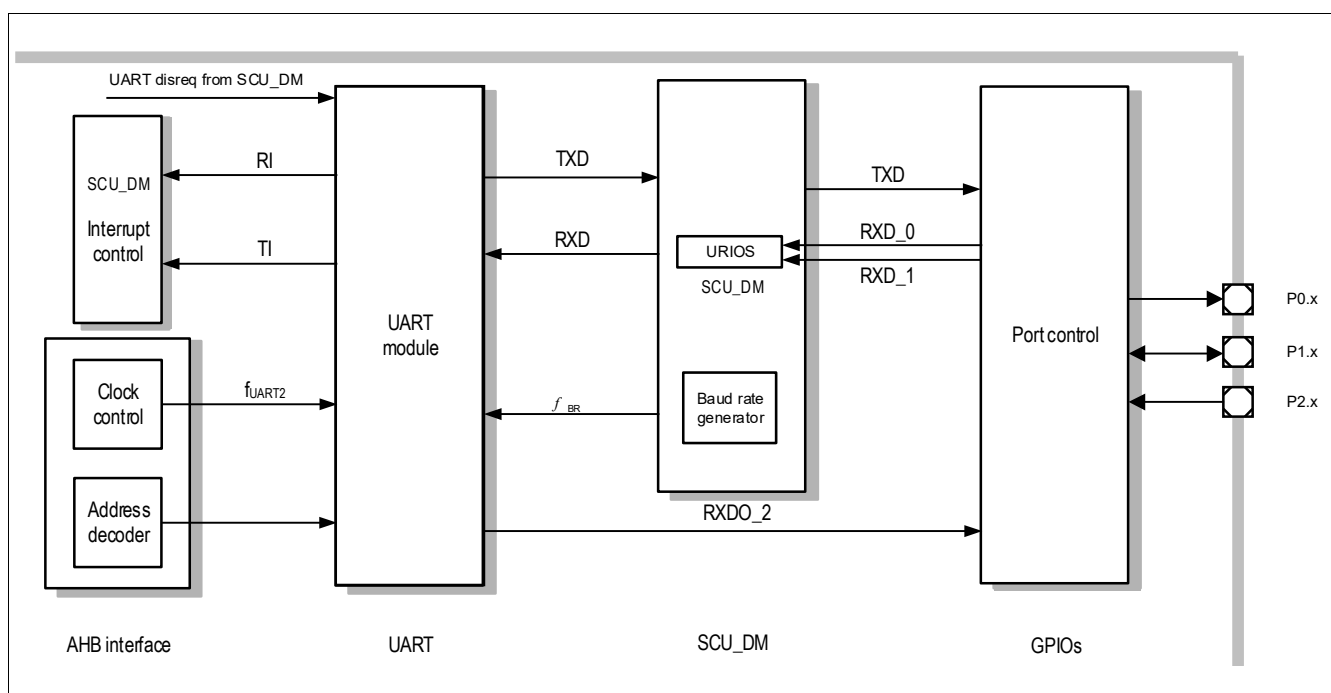 UART disreq from SCU_DM
SCU_DM
Interrupt
control
RI
TI
Clock
control
Address
decoder
fUART2
UART
module
TXD
RXD
f BR
RXDO_2
URIOS
SCU_DM
Baud rate
generator
TXD
RXD_0
RXD_1
Port control
P0.x
P1.x
P2.x
AHB interface
UART
SCU_DM
GPIOs